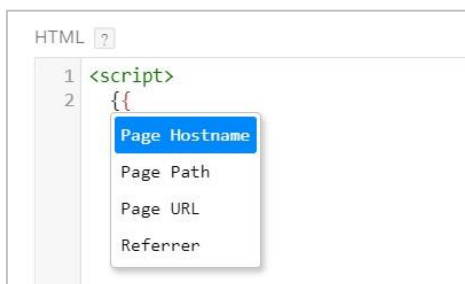 HTML ?
1 <script>
2 {{
Page Hostname
Page Path
Page URL
Referrer